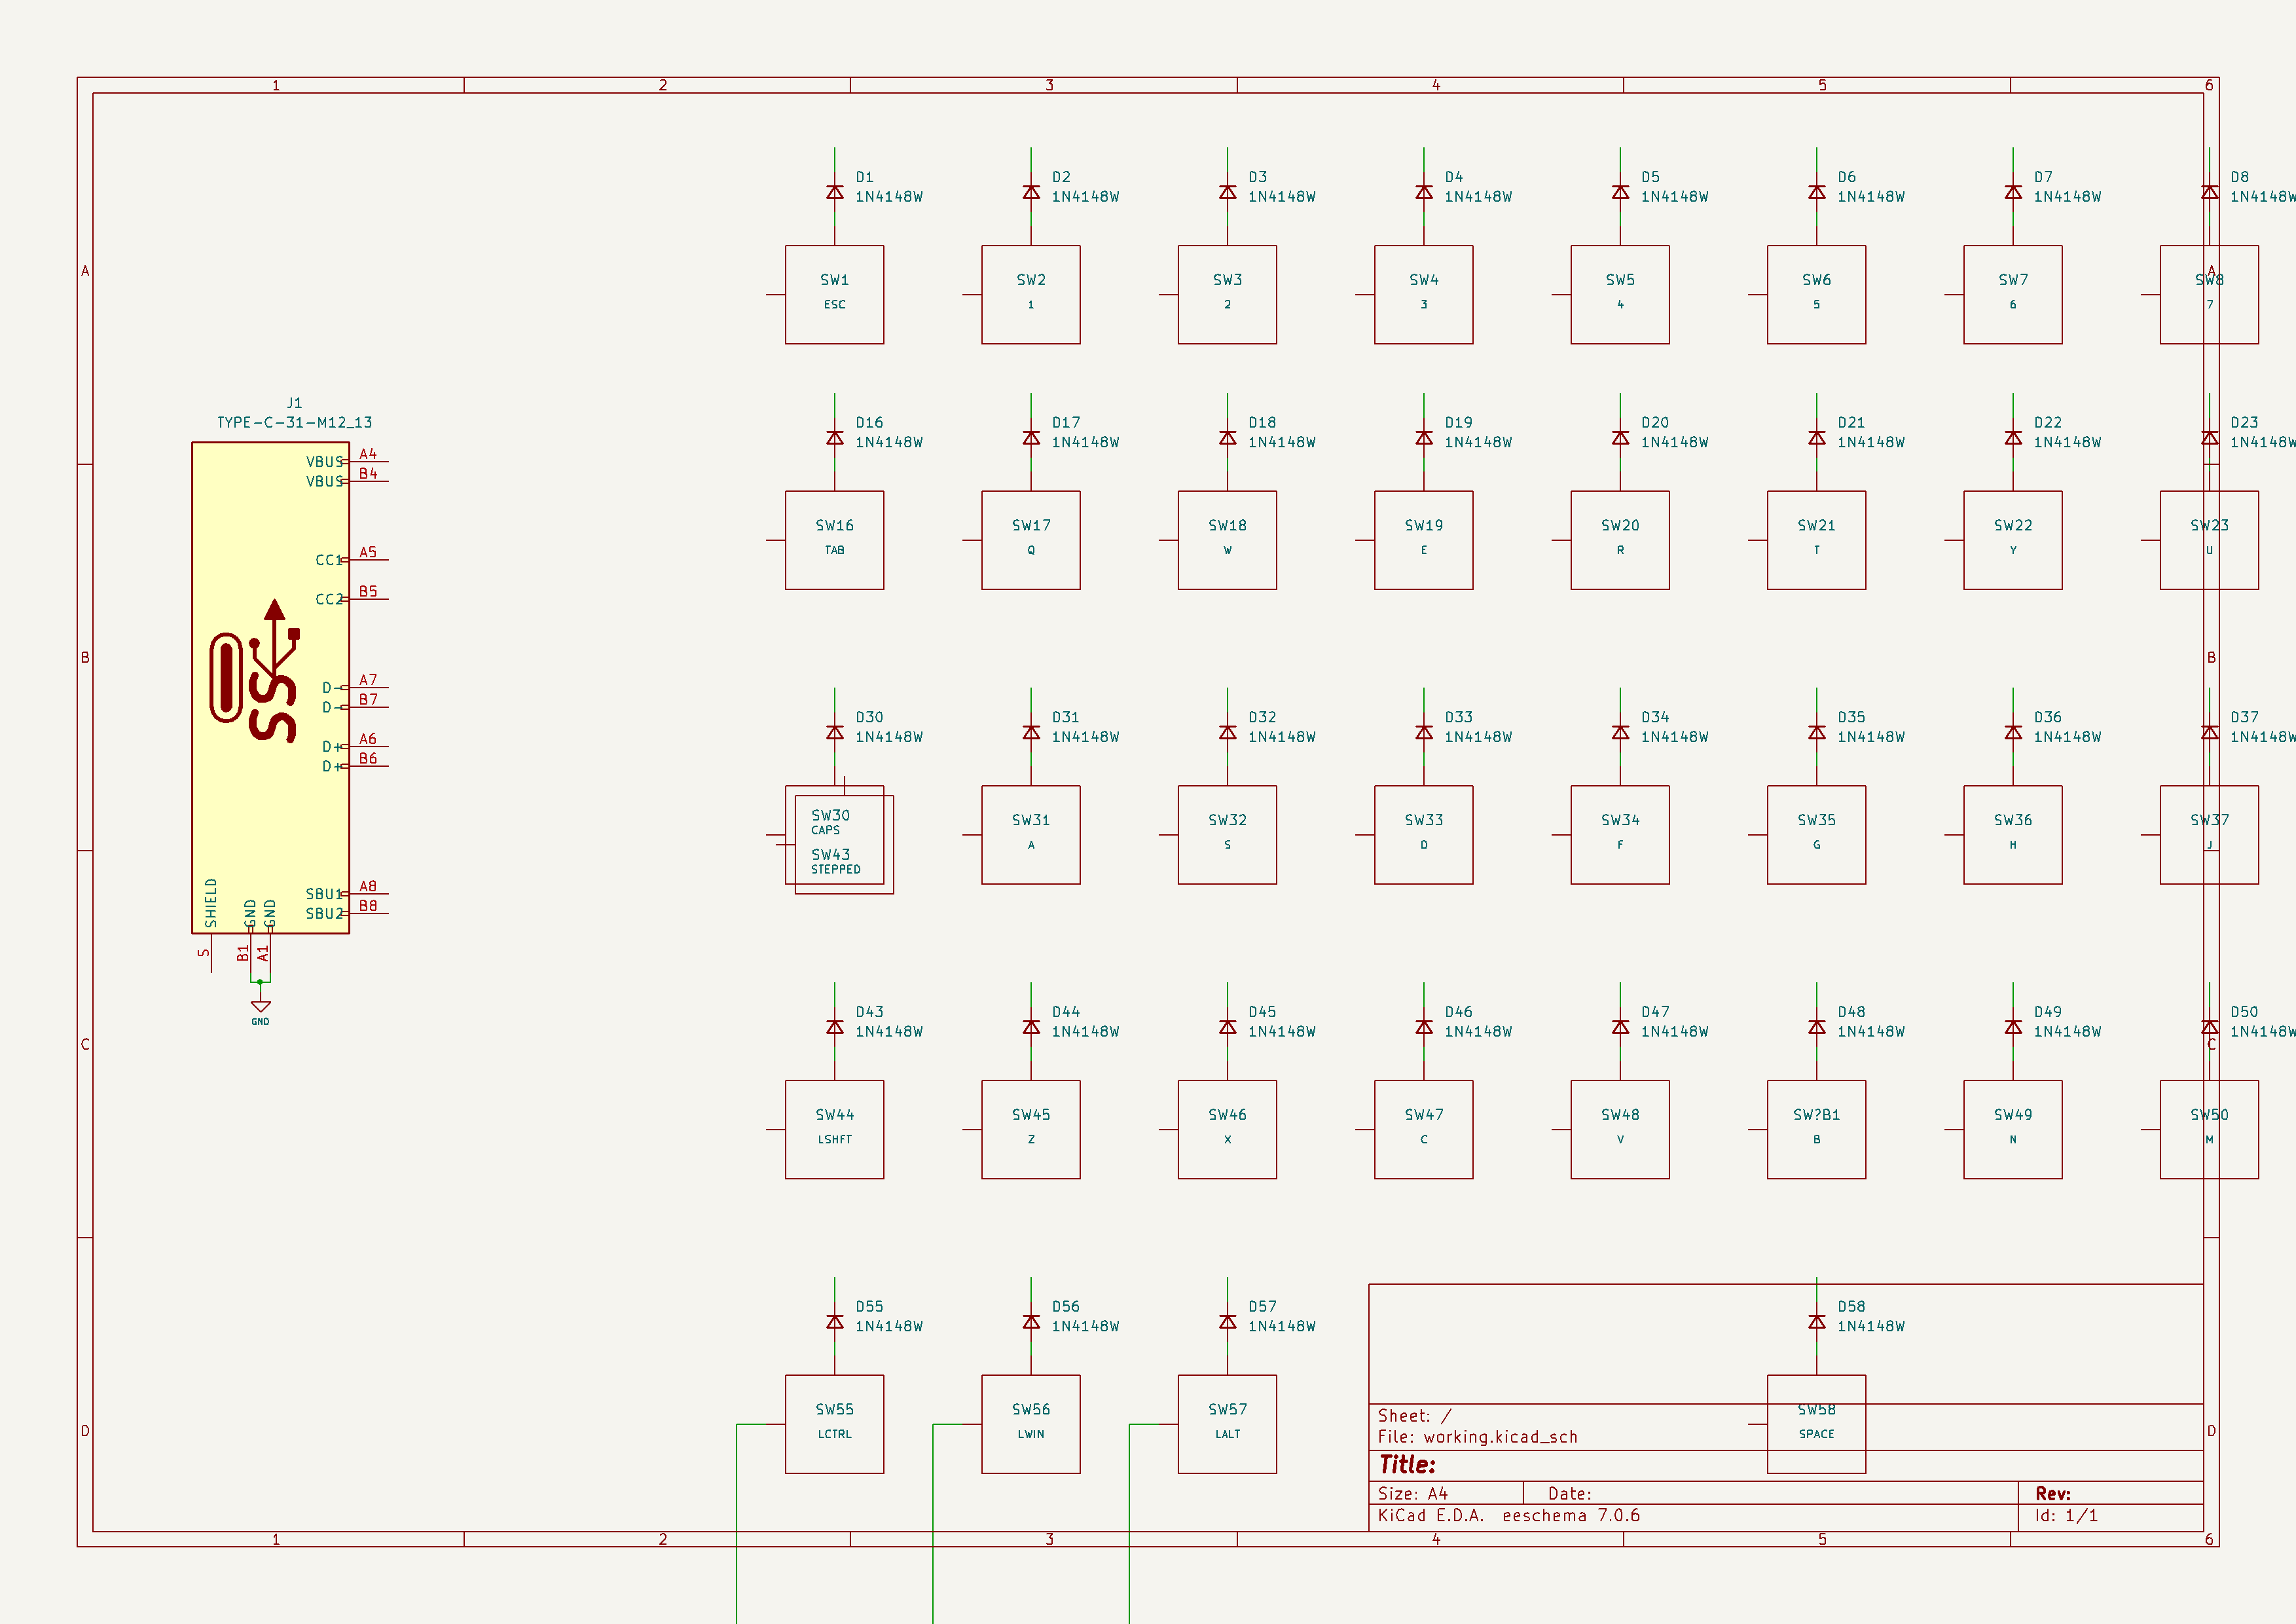 1 2 3 4 5 6
D1 D2 D3 D4 D5 D6 D7 D8
1N4148W 1N4148W 1N4148W 1N4148W 1N4148W 1N4148W 1N4148W 1N4148W
A A
SW1 SW2 SW3 SW4 SW5 SW6 SW7 SW8
ESC 1 2 3 4 5 6 7
J1
TYPE-C-31-M12_13
D16 D17 D18 D19 D20 D21 D22 D23
1N4148W 1N4148W 1N4148W 1N4148W 1N4148W 1N4148W 1N4148W 1N4148W
VBUS A4
VBUS B4
SW16 SW17 SW18 SW19 SW20 SW21 SW22 SW23
TAB Q W E R T Y U
CC1 A5
CC2 B5
B B
SS
D- A7
D- B7
D+ A6
D+ B6
D30 D31 D32 D33 D34 D35 D36 D37
1N4148W 1N4148W 1N4148W 1N4148W 1N4148W 1N4148W 1N4148W 1N4148W
SW30 SW31 SW32 SW33 SW34 SW35 SW36 SW37
CAPS A S D F G H J
SW43
STEPPED
SBU1 A8
SBU2 B8
SHIELD GND GND
S B1 A1
GND
D43 D44 D45 D46 D47 D48 D49 D50
1N4148W 1N4148W 1N4148W 1N4148W 1N4148W 1N4148W 1N4148W 1N4148W
C C
SW44 SW45 SW46 SW47 SW48 SW?B1 SW49 SW50
LSHFT Z X C V B N M
D55 D56 D57 D58
1N4148W 1N4148W 1N4148W 1N4148W
SW55 SW56 SW57 SW58
LCTRL LWIN LALT SPACE
D D
Sheet: /
File: working.kicad_sch
Title:
Size: A4 Date: Rev:
KiCad E.D.A. eeschema 7.0.6 Id: 1/1
1 2 3 4 5 6